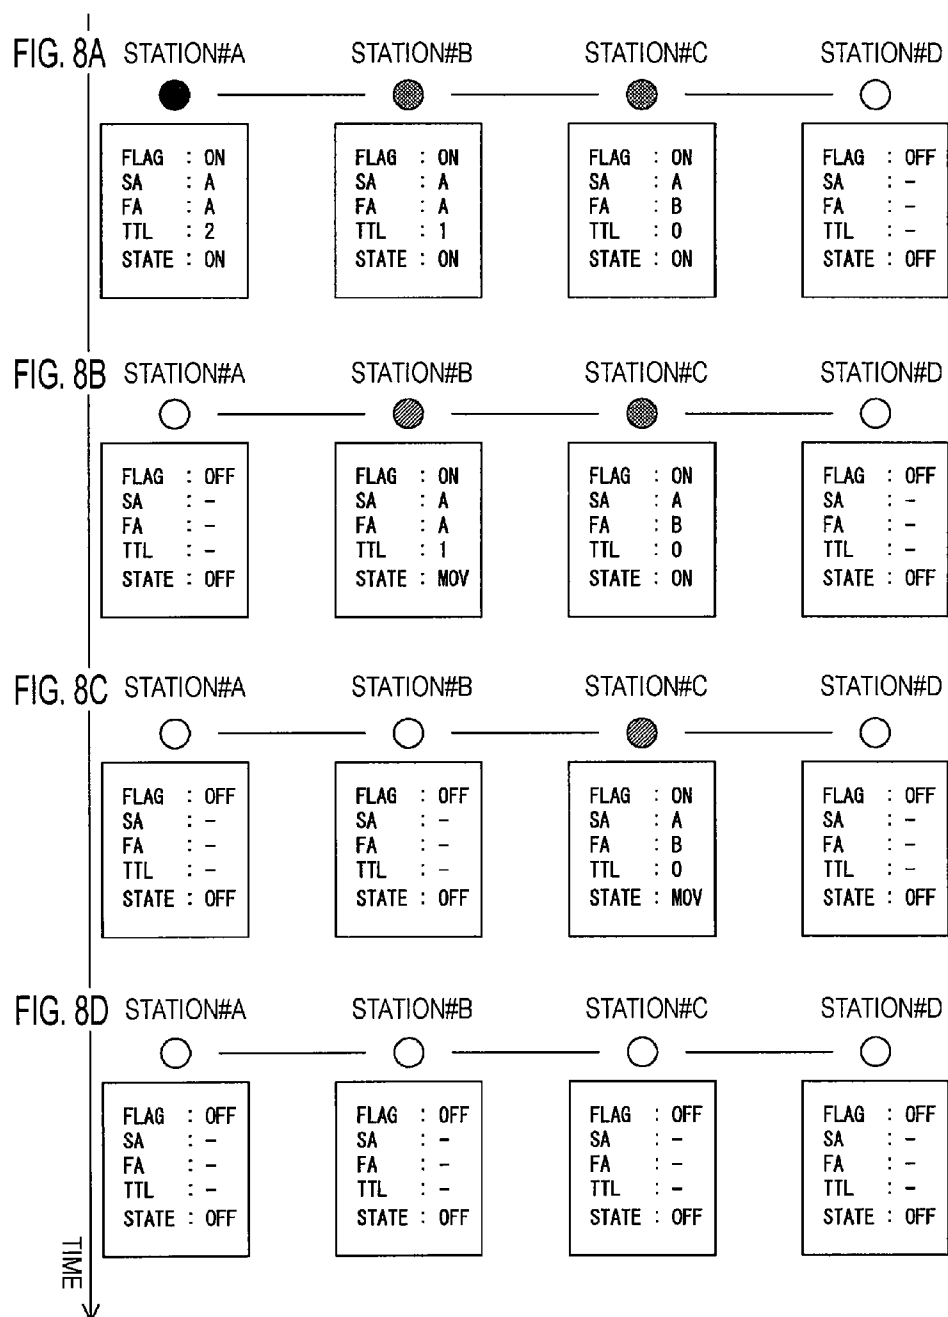 FIG. 8A STATION#A STATION#B STATION#C STATION#D
FLAG : ON FLAG : ON FLAG : ON FLAG : OFF
SA : A SA : A SA : A SA : -
FA : A FA : A FA : B FA : -
TTL : 2 TTL : 1 TTL : 0 TTL : -
STATE : ON STATE : ON STATE : ON STATE : OFF
FIG. 8B STATION#A STATION#B STATION#C STATION#D
FLAG : OFF FLAG : ON FLAG : ON FLAG : OFF
SA : - SA : A SA : A SA : -
FA : - FA : A FA : B FA : -
TTL : - TTL : 1 TTL : 0 TTL : -
STATE : OFF STATE : MOV STATE : ON STATE : OFF
FIG. 8C STATION#A STATION#B STATION#C STATION#D
FLAG : OFF FLAG : OFF FLAG : ON FLAG : OFF
SA : - SA : - SA : A SA : -
FA : - FA : - FA : B FA : -
TTL : - TTL : - TTL : 0 TTL : -
STATE : OFF STATE : OFF STATE : MOV STATE : OFF
FIG. 8D STATION#A STATION#B STATION#C STATION#D
FLAG : OFF FLAG : OFF FLAG : OFF FLAG : OFF
SA : - SA : - SA : - SA : -
FA : - FA : - FA : - FA : -
TTL : - TTL : - TTL : - TTL : -
STATE : OFF STATE : OFF STATE : OFF STATE : OFF
TIME